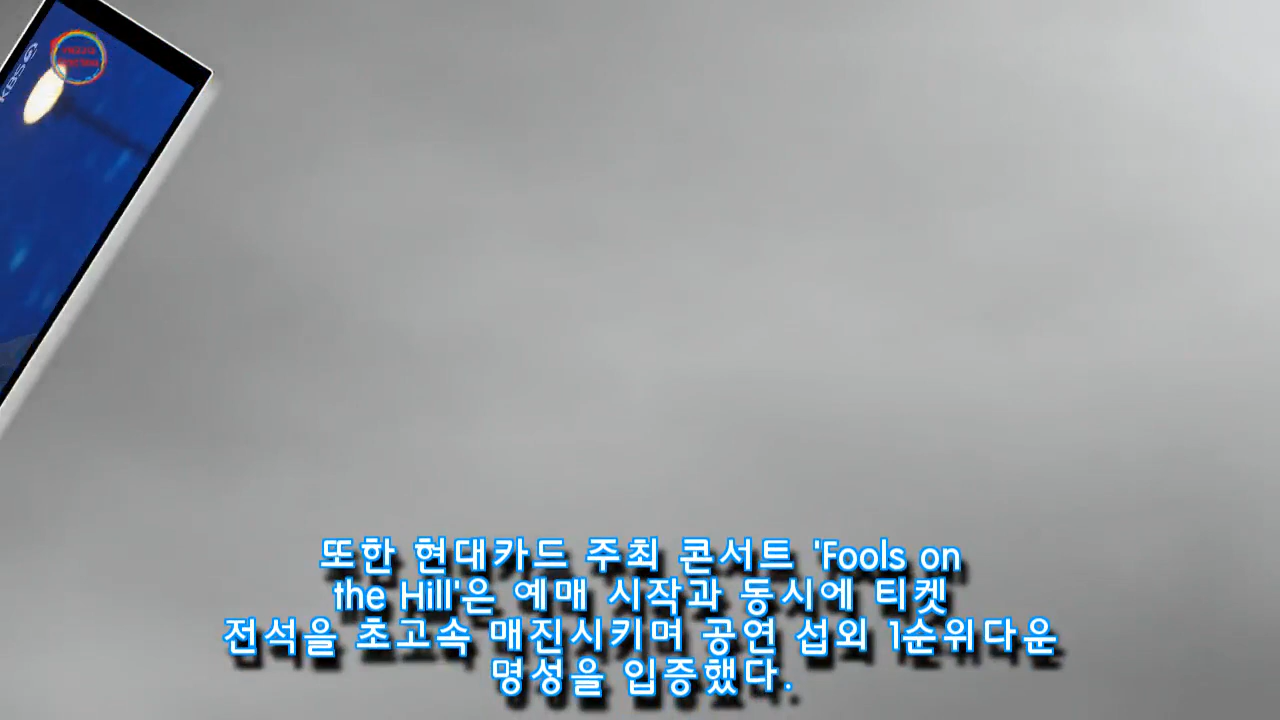 KBS
또한 현대카드 주최 콘서트 'Fools on
the Hill'은 예매 시작과 동시에 티켓
전석을 초고속 매진시키며 공연 섭외 1순위다운
명성을 입증했다.